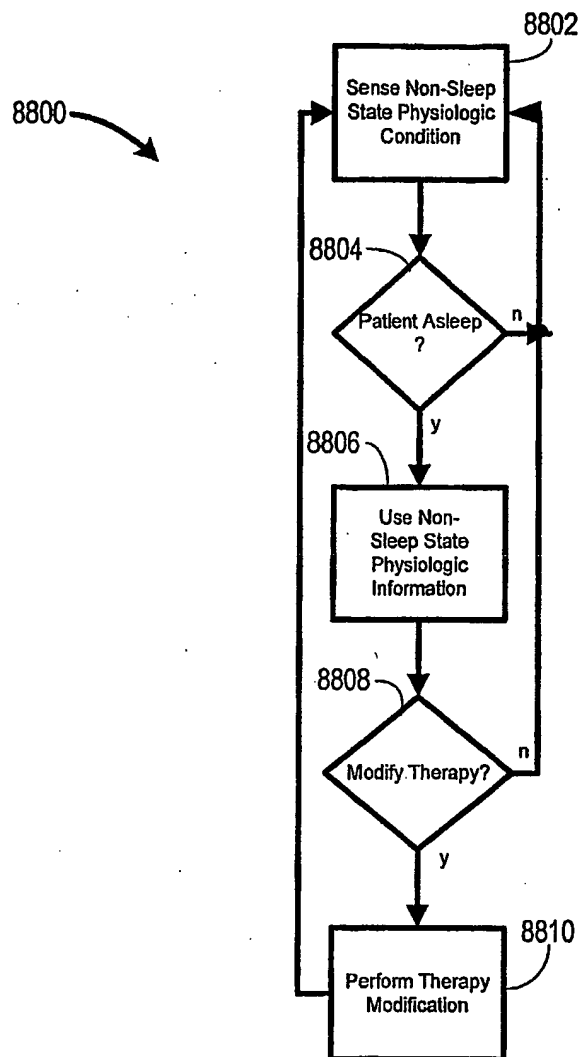 8802
8800
Sense Non-Sleep
State Physiologic
Condition
8804
Patient Asleep
?
n
y
8806
Use Non-
Sleep State
Physiologic
Information
8808
Modify Therapy?
n
y
8810
Perform Therapy
Modification